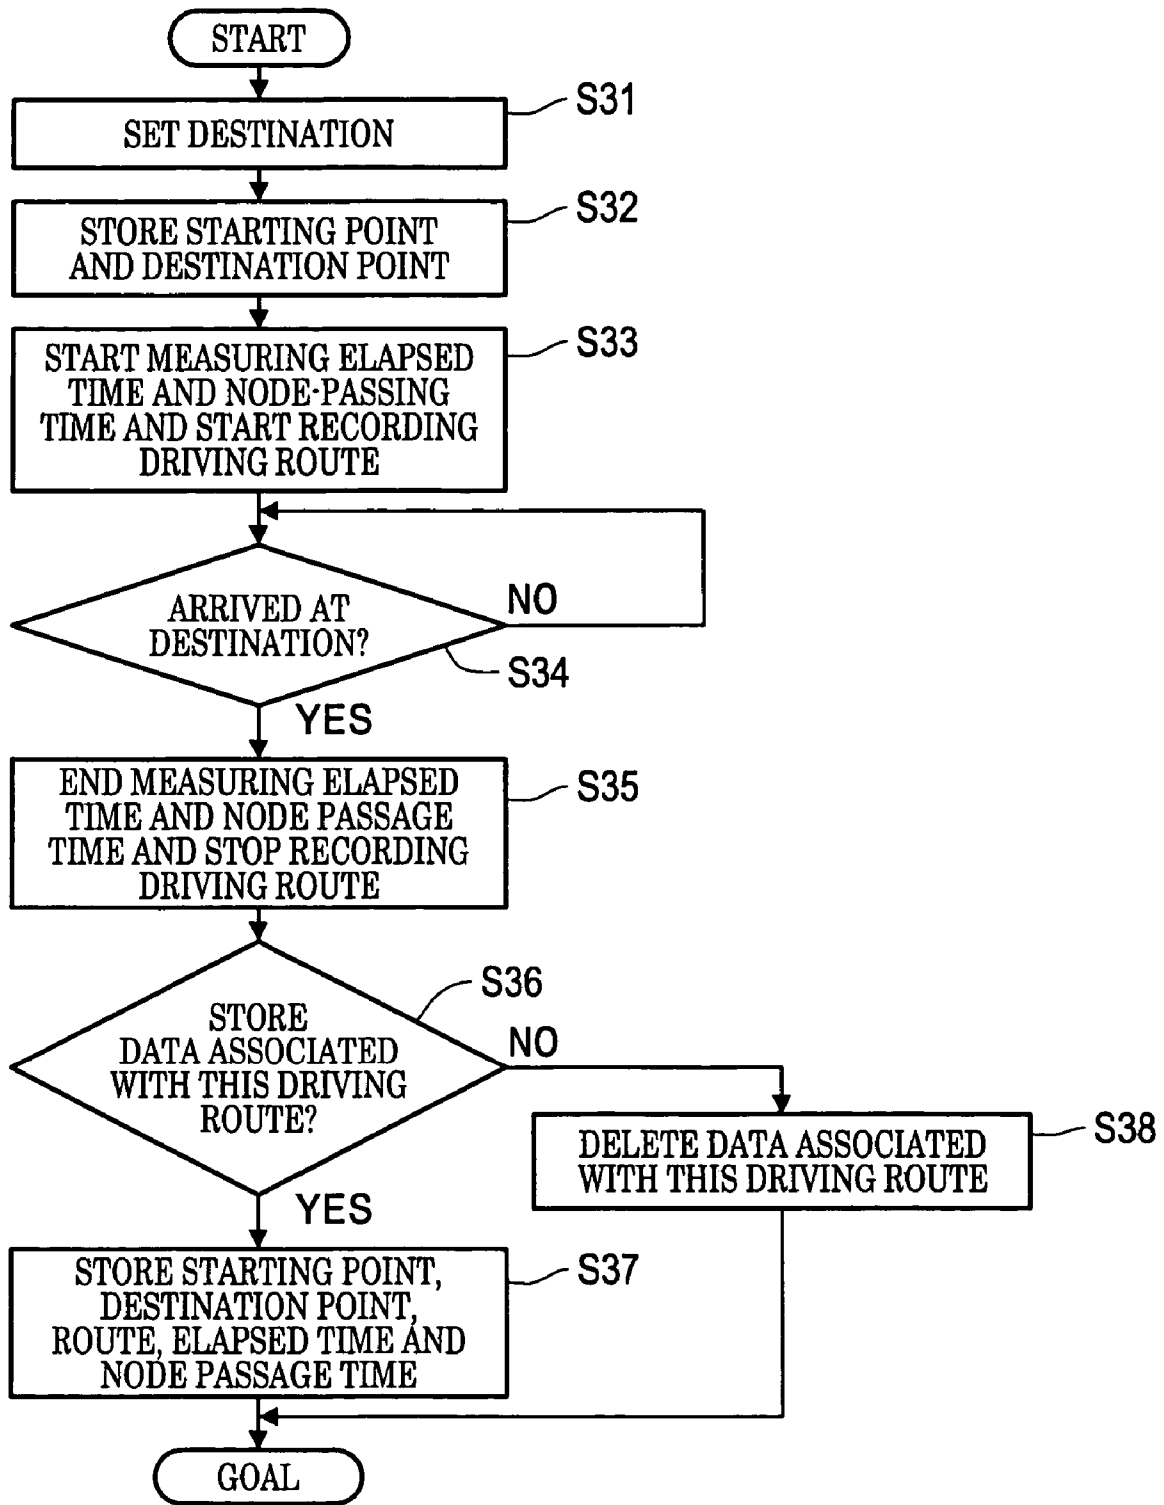 START
S31
SET DESTINATION
S32
STORE STARTING POINT
AND DESTINATION POINT
S33
START MEASURING ELAPSED
TIME AND NODE-PASSING
TIME AND START RECORDING
DRIVING ROUTE
ARRIVED AT
DESTINATION?
NO
S34
YES
END MEASURING ELAPSED
TIME AND NODE PASSAGE
TIME AND STOP RECORDING
DRIVING ROUTE
S35
S36
STORE
DATA ASSOCIATED
WITH THIS DRIVING
ROUTE?
NO
S38
DELETE DATA ASSOCIATED
WITH THIS DRIVING ROUTE
YES
S37
STORE STARTING POINT,
DESTINATION POINT,
ROUTE, ELAPSED TIME AND
NODE PASSAGE TIME
GOAL